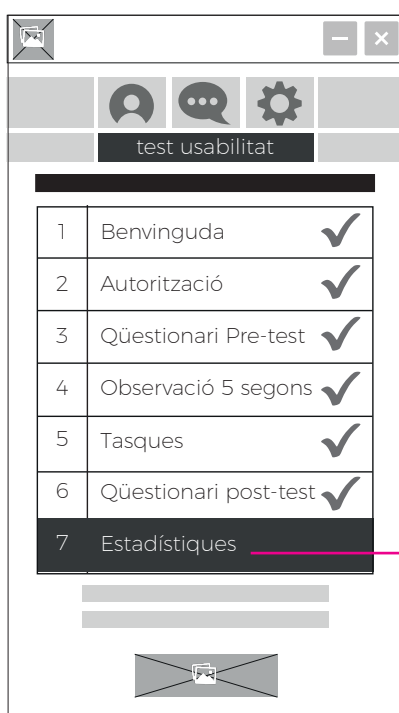 test usabilitat
1 Benvinguda
2 Autorització
3 Qüestionari Pre-test
4 Observació 5 segons
5 Tasques
6 Qüestionari post-test
7 Estadístiques